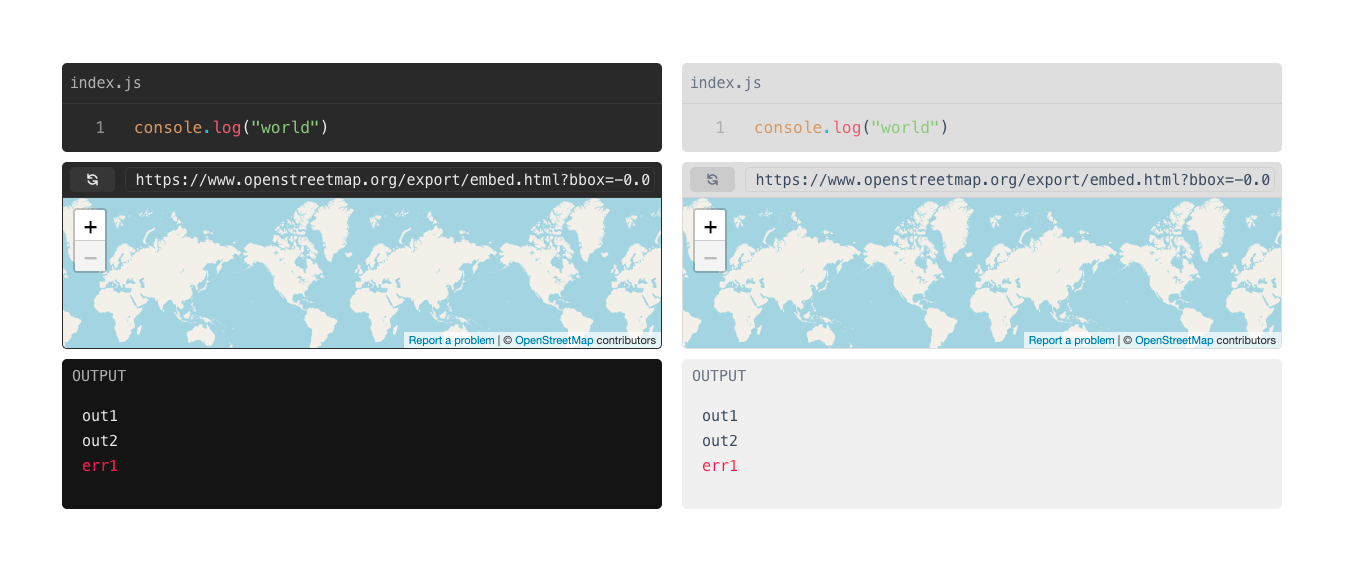 index.js
1 console.log("world")
https://www.openstreetmap.org/export/embed.html?bbox=-0.0
+
−
Report a problem | © OpenStreetMap contributors
OUTPUT
out1
out2
err1
index.js
1 console.log("world")
https://www.openstreetmap.org/export/embed.html?bbox=-0.0
+
−
Report a problem | © OpenStreetMap contributors
OUTPUT
out1
out2
err1